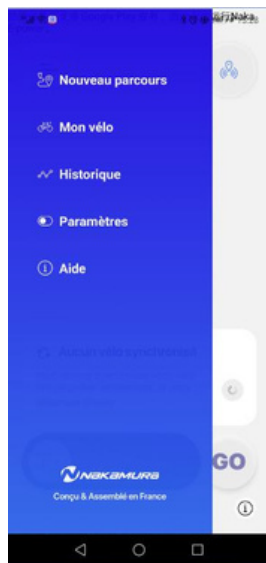 Nouveau parcours
Mon vélo
Historique
Paramètres
Aide
Aucun vélo synchronisé
GO
NAKAMURA
Conçu & Assemblé en France